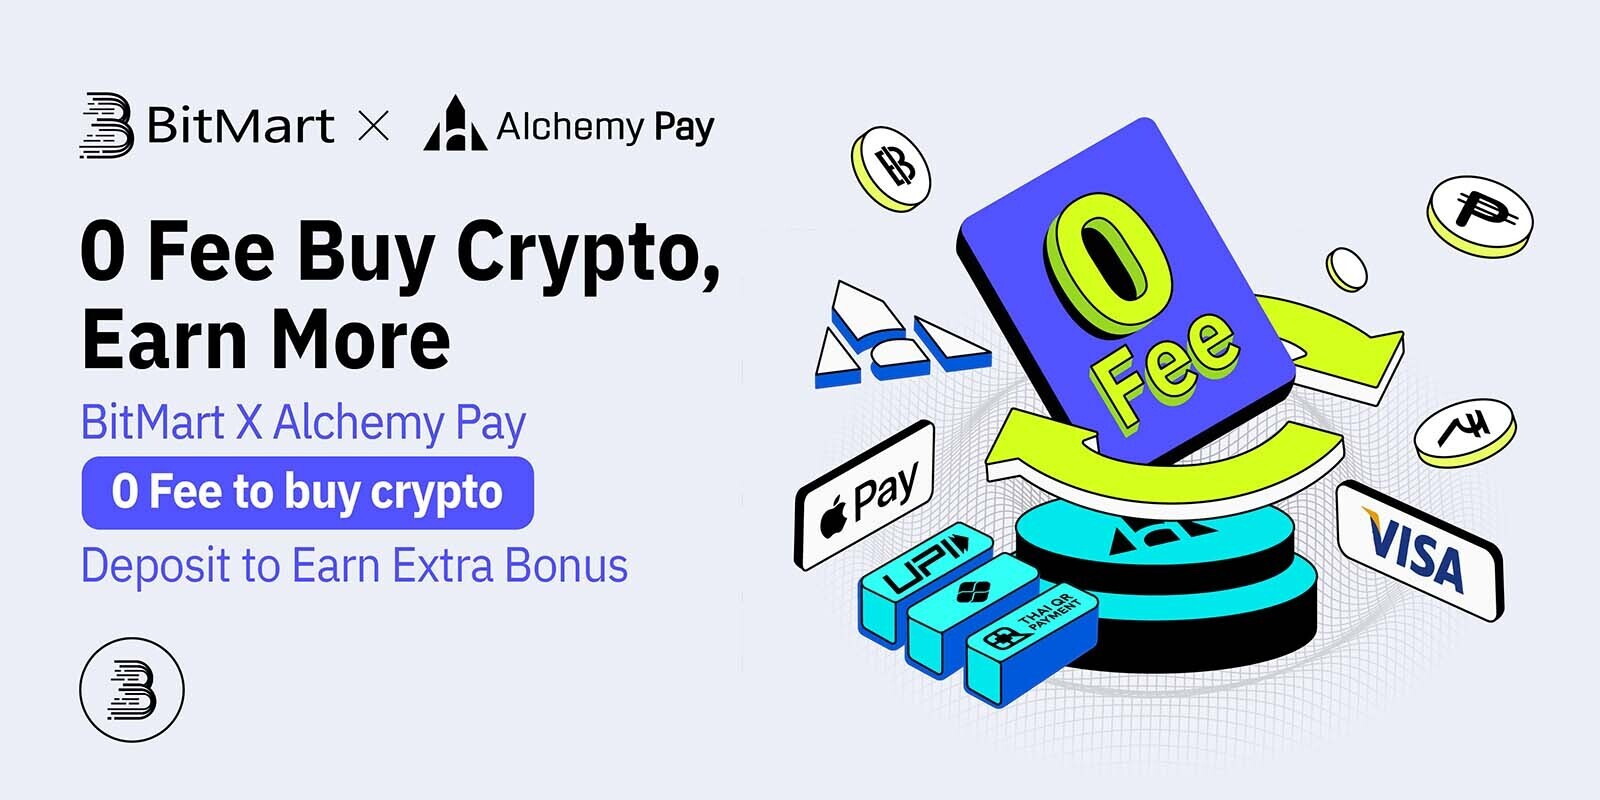 BitMart × Alchemy Pay
0 Fee Buy Crypto,
Earn More
BitMart X Alchemy Pay
0 Fee to buy crypto
Deposit to Earn Extra Bonus
0
Fee
Pay
UPI
THAI QR
PAYMENT
VISA